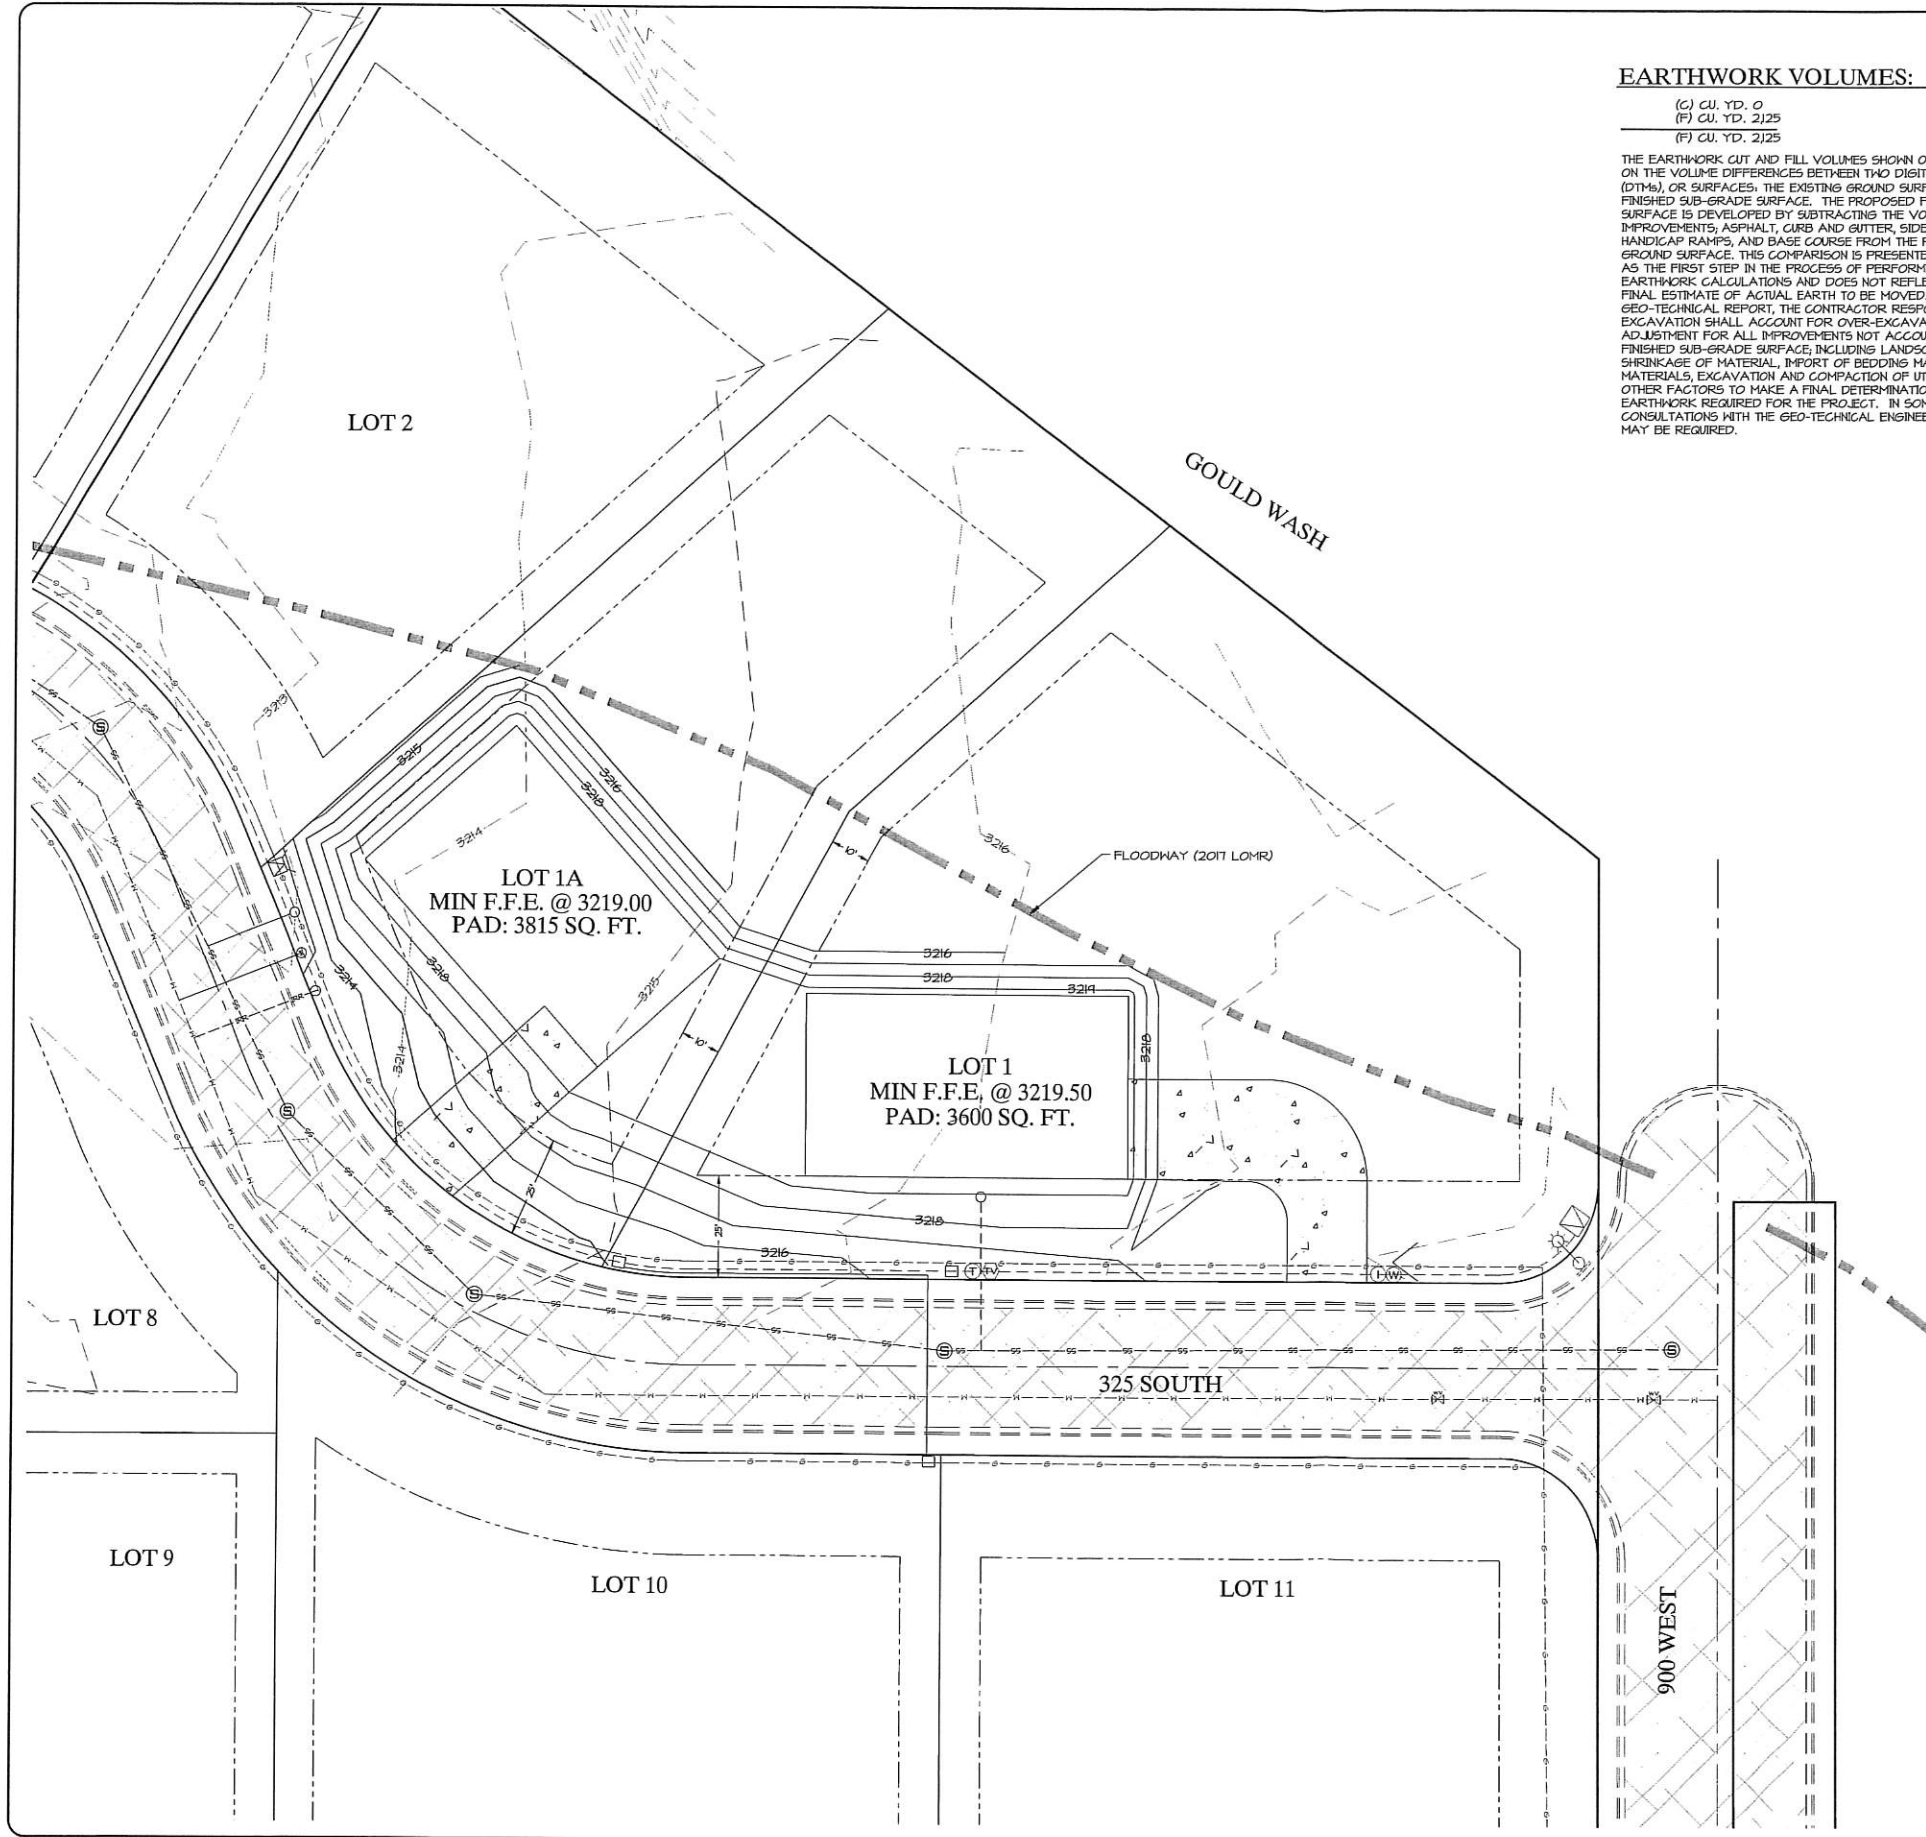 EARTHWORK VOLUMES:
(C) CU. YD. 0
(F) CU. YD. 2,125
(F) CU. YD. 2,125
THE EARTHWORK CUT AND FILL VOLUMES SHOWN
ON THE VOLUME DIFFERENCES BETWEEN TWO
(DTMs), OR SURFACES; THE EXISTING GROUND
FINISHED SUB-GRADE SURFACE. THE PROPOSED
SURFACE IS DEVELOPED BY SUBTRACTING THE
IMPROVEMENTS; ASPHALT, CURB AND GUTTER,
HANDICAP RAMPS, AND BASE COURSE FROM THE
GROUND SURFACE. THIS COMPARISON IS
AS THE FIRST STEP IN THE PROCESS OF
EARTHWORK CALCULATIONS AND DOES NOT
FINAL ESTIMATE OF ACTUAL EARTH TO BE MOVED
GEO-TECHNICAL REPORT, THE CONTRACTOR
EXCAVATION SHALL ACCOUNT FOR
ADJUSTMENT FOR ALL IMPROVEMENTS NOT
FINISHED SUB-GRADE SURFACE; INCLUDING
SHRINKAGE OF MATERIAL, IMPORT OF BEDDING
MATERIALS, EXCAVATION AND COMPACTION OF
OTHER FACTORS TO MAKE A FINAL
EARTHWORK REQUIRED FOR THE PROJECT. IN
CONSULTATIONS WITH THE GEO-TECHNICAL
MAY BE REQUIRED.
LOT 2
GOULD WASH
3213
3215
3216
3218
3214
3216
FLOODWAY (2017 LOMR)
10'
LOT 1A
MIN F.F.E. @ 3219.00
PAD: 3815 SQ. FT.
3214
3218
3215
3216
3218
3219
3214
10'
3218
LOT 1
MIN F.F.E. @ 3219.50
PAD: 3600 SQ. FT.
25'
25'
3218
3216
T TV
I W
S
S
S
S
S
325 SOUTH
LOT 8
LOT 9
LOT 10
LOT 11
900 WEST